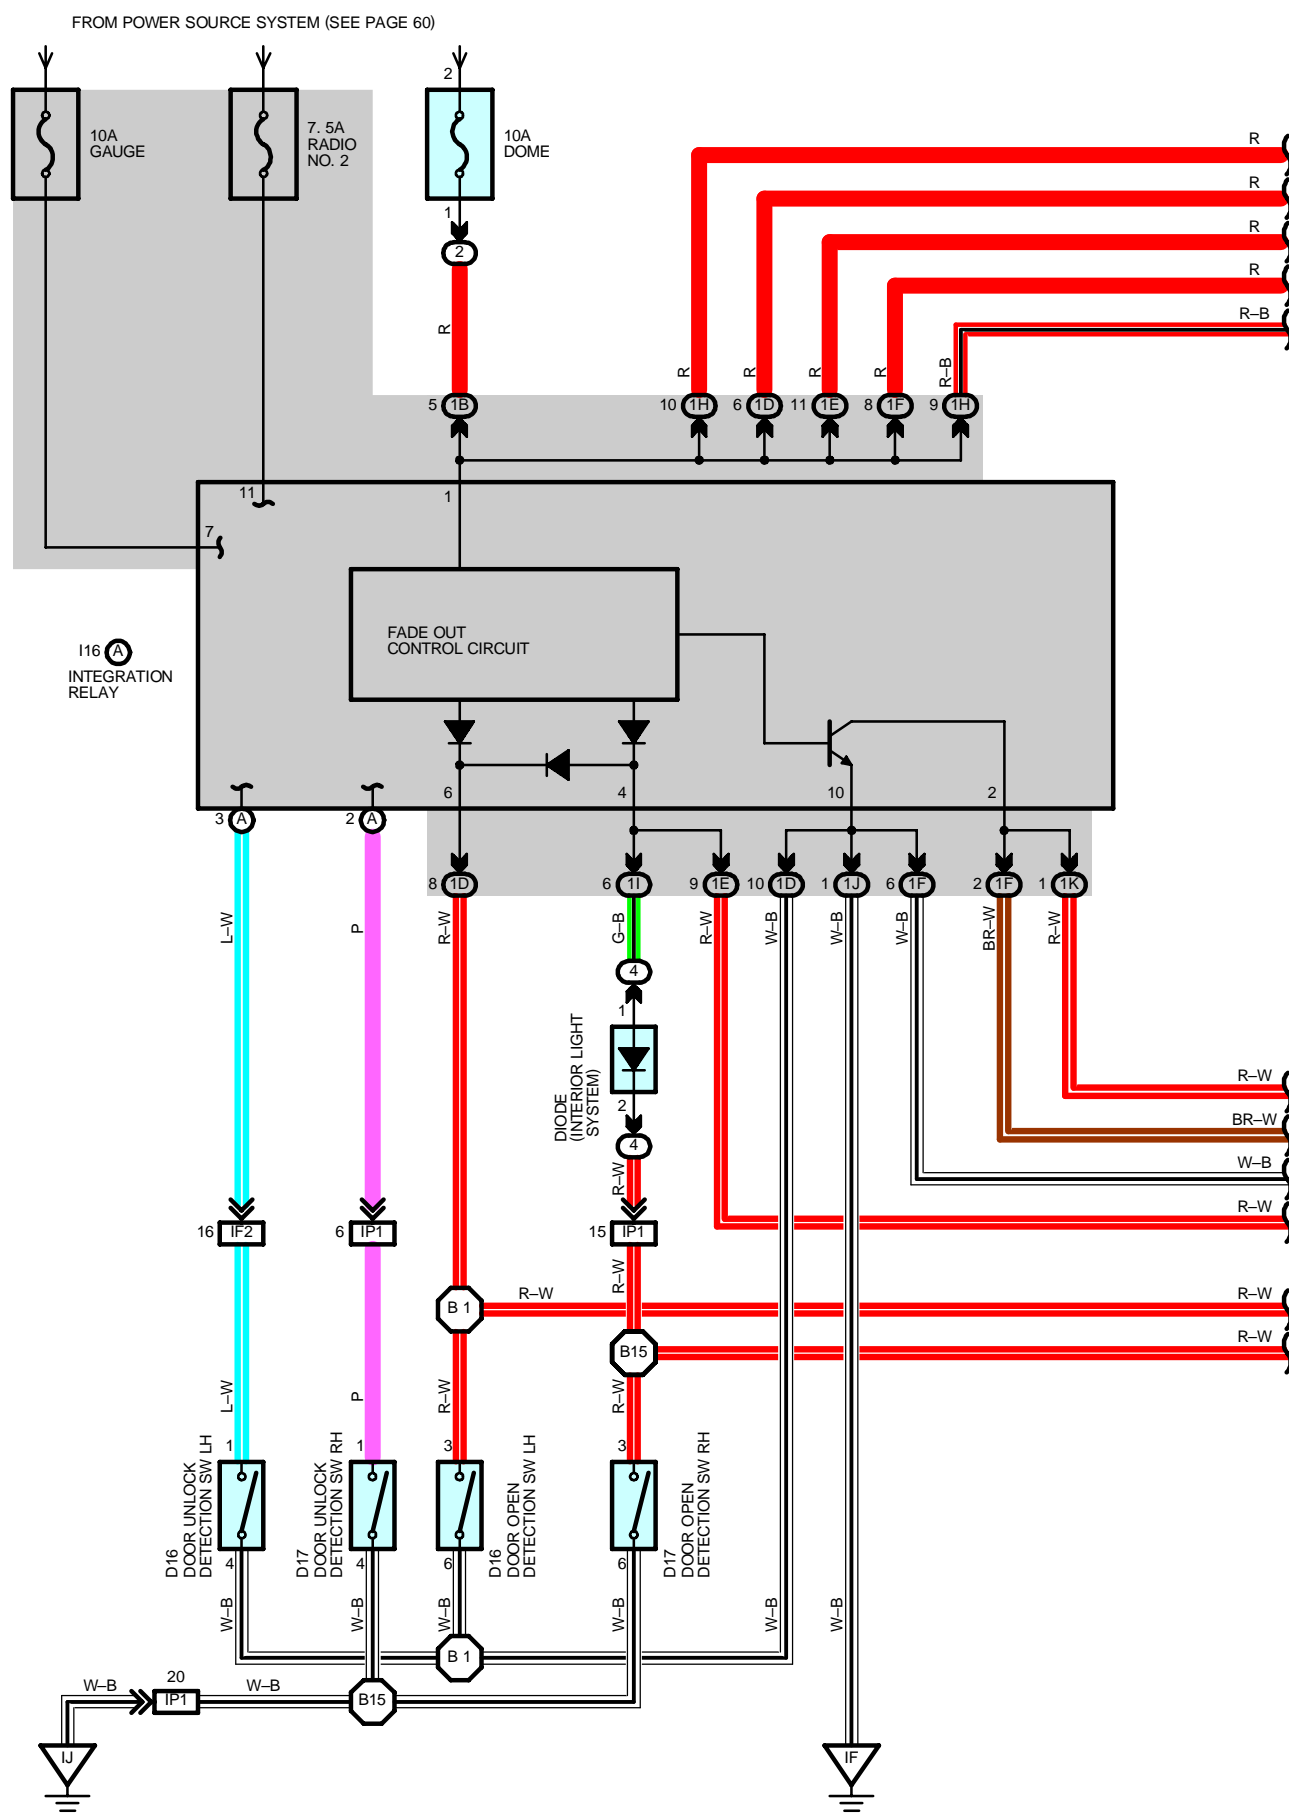 FROM POWER SOURCE SYSTEM (SEE PAGE 60)
2
10A
GAUGE
7. 5A
RADIO
NO. 2
10A
DOME
1
2
R
R
R
R
R
R–B
R
R
R
R
R
R–B
5 1B
10 1H
6 1D
11 1E
8 1F
9 1H
11
1
7
FADE OUT
CONTROL CIRCUIT
I16 A
INTEGRATION
RELAY
6
4
10
2
3 A
2 A
8 1D
6 1I
9 1E
10 1D
1 1J
6 1F
2 1F
1 1K
L–W
P
R–W
G–B
R–W
W–B
W–B
W–B
BR–W
R–W
4
1
DIODE
(INTERIOR LIGHT
SYSTEM)
2
4
R–W
R–W
BR–W
W–B
R–W
16 IF2
6 IP1
15 IP1
R–W
B 1
R–W
R–W
B15
R–W
L–W
P
R–W
R–W
1
1
3
3
D16
DOOR UNLOCK
DETECTION SW LH
D17
DOOR UNLOCK
DETECTION SW RH
D16
DOOR OPEN
DETECTION SW LH
D17
DOOR OPEN
DETECTION SW RH
4
4
6
6
W–B
W–B
W–B
W–B
W–B
W–B
B 1
W–B
20
IP1
W–B
B15
IJ
IF